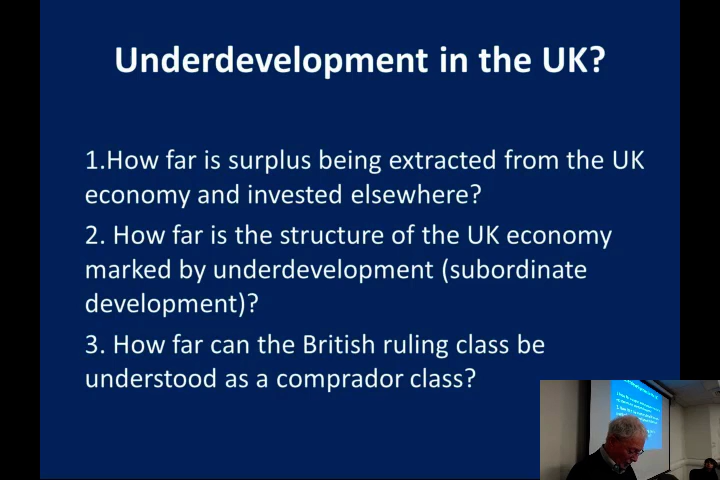 Underdevelopment in the UK?
1.How far is surplus being extracted from the UK
economy and invested elsewhere?
2. How far is the structure of the UK economy
marked by underdevelopment (subordinate
development)?
3. How far can the British ruling class be
understood as a comprador class?